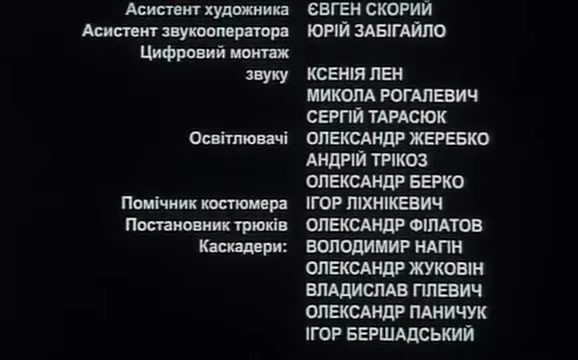 Асистент художника ЄВГЕН СКОРИЙ
Асистент звукооператора ЮРІЙ ЗАБІГАЙЛО
Цифровий монтаж
звуку КСЕНІЯ ЛЕН
МИКОЛА РОГАЛЕВИЧ
СЕРГІЙ ТАРАСЮК
Освітлювачі ОЛЕКСАНДР ЖЕРЕБКО
АНДРІЙ ТРІКОЗ
ОЛЕКСАНДР БЕРКО
Помічник костюмера ІГОР ЛІХНІКЕВИЧ
Постановник трюків ОЛЕКСАНДР ФІЛАТОВ
Каскадери: ВОЛОДИМИР НАГІН
ОЛЕКСАНДР ЖУКОВІН
ВЛАДИСЛАВ ГІЛЕВИЧ
ОЛЕКСАНДР ПАНИЧУК
ІГОР БЕРШАДСЬКИЙ